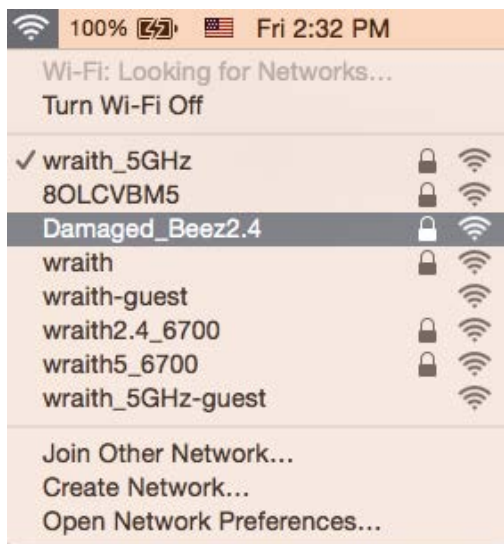 100% Fri 2:32 PM
Wi-Fi: Looking for Networks...
Turn Wi-Fi Off
wraith_5GHz
8OLCVBM5
Damaged_Beez2.4
wraith
wraith-guest
wraith2.4_6700
wraith5_6700
wraith_5GHz-guest
Join Other Network...
Create Network...
Open Network Preferences...